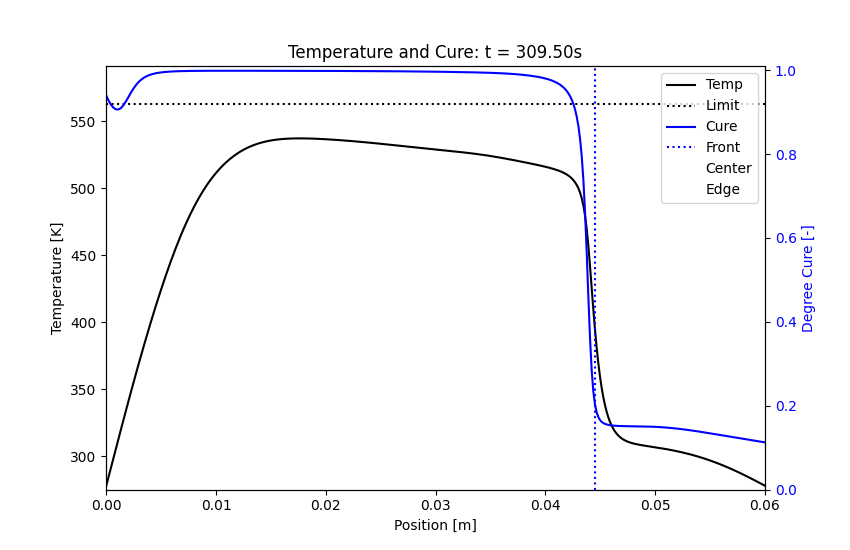 Temperature and Cure: t = 309.50s
Temp
Limit
Cure
Front
Center
Edge
Temperature [K]
550
500
450
400
350
300
Degree Cure [-]
1.0
0.8
0.6
0.4
0.2
0.0
0.00 0.01 0.02 0.03 0.04 0.05 0.06
Position [m]